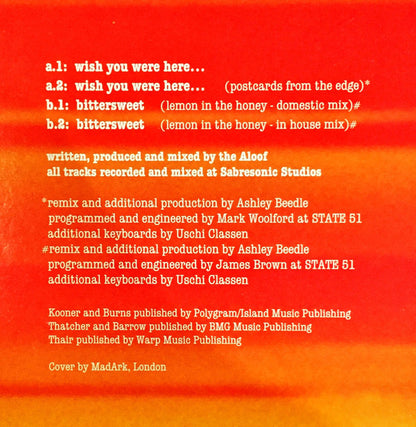 a.1: wish you were here...
a.2: wish you were here... (postcards from the edge)*
b.1: bittersweet (lemon in the honey - domestic mix)#
b.2: bittersweet (lemon in the honey - in house mix)#
written, produced and mixed by the Aloof
all tracks recorded and mixed at Sabresonic Studios
*remix and additional production by Ashley Beedle
programmed and engineered by Mark Woolford at STATE 51
additional keyboards by Uschi Classen
#remix and additional production by Ashley Beedle
programmed and engineered by James Brown at STATE 51
additional keyboards by Uschi Classen
Kooner and Burns published by Polygram/Island Music Publishing
Thatcher and Barrow published by BMG Music Publishing
Thair published by Warp Music Publishing
Cover by MadArk, London